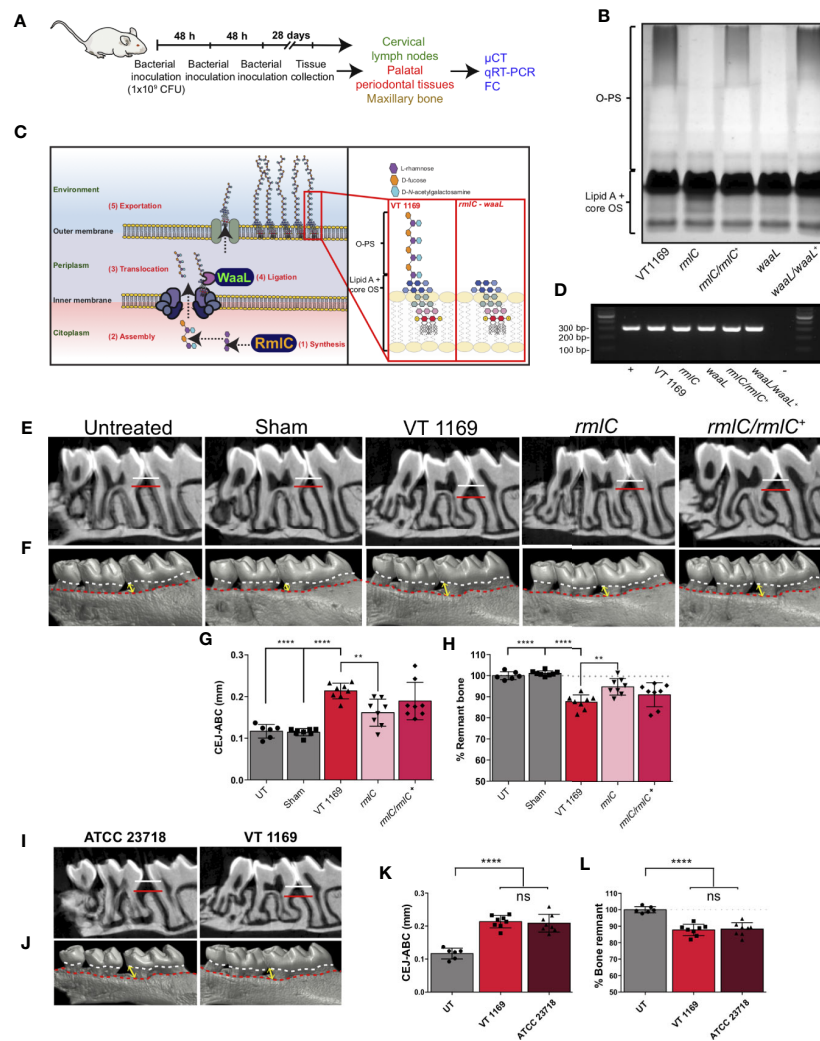 A
48 h
48 h
28 days
Bacterial inoculation (1x10⁹ CFU)
Bacterial inoculation
Bacterial inoculation
Tissue collection
Cervical lymph nodes
Palatal periodontal tissues
Maxillary bone
µCT
qRT-PCR
FC
B
O-PS
Lipid A + core OS
VT1169
rmlC
rmlC/rmlC⁺
waaL
waaL/waaL⁺
C
Environment
(5) Exportation
Outer membrane
Periplasm
(3) Translocation
WaaL
(4) Ligation
Inner membrane
Citoplasm
(2) Assembly
RmlC
(1) Synthesis
L-rhamnose
D-fucose
D-N-acetylgalactosamine
VT 1169
rmlC - waaL
O-PS
Lipid A + core OS
D
300 bp-
200 bp-
100 bp-
+
VT 1169
rmlC
waaL
rmlC/rmlC⁺
waaL/waaL⁺
-
E
Untreated
Sham
VT 1169
rmlC
rmlC/rmlC⁺
F
G
CEJ-ABC (mm)
0.3
0.2
0.1
0.0
****
****
**
UT
Sham
VT 1169
rmlC
rmlC/rmlC⁺
H
% Remnant bone
110
100
90
80
70
60
50
****
****
**
UT
Sham
VT 1169
rmlC
rmlC/rmlC⁺
I
ATCC 23718
VT 1169
J
K
CEJ-ABC (mm)
0.3
0.2
0.1
0.0
****
ns
UT
VT 1169
ATCC 23718
L
% Bone remnant
110
100
90
80
70
60
50
****
ns
UT
VT 1169
ATCC 23718